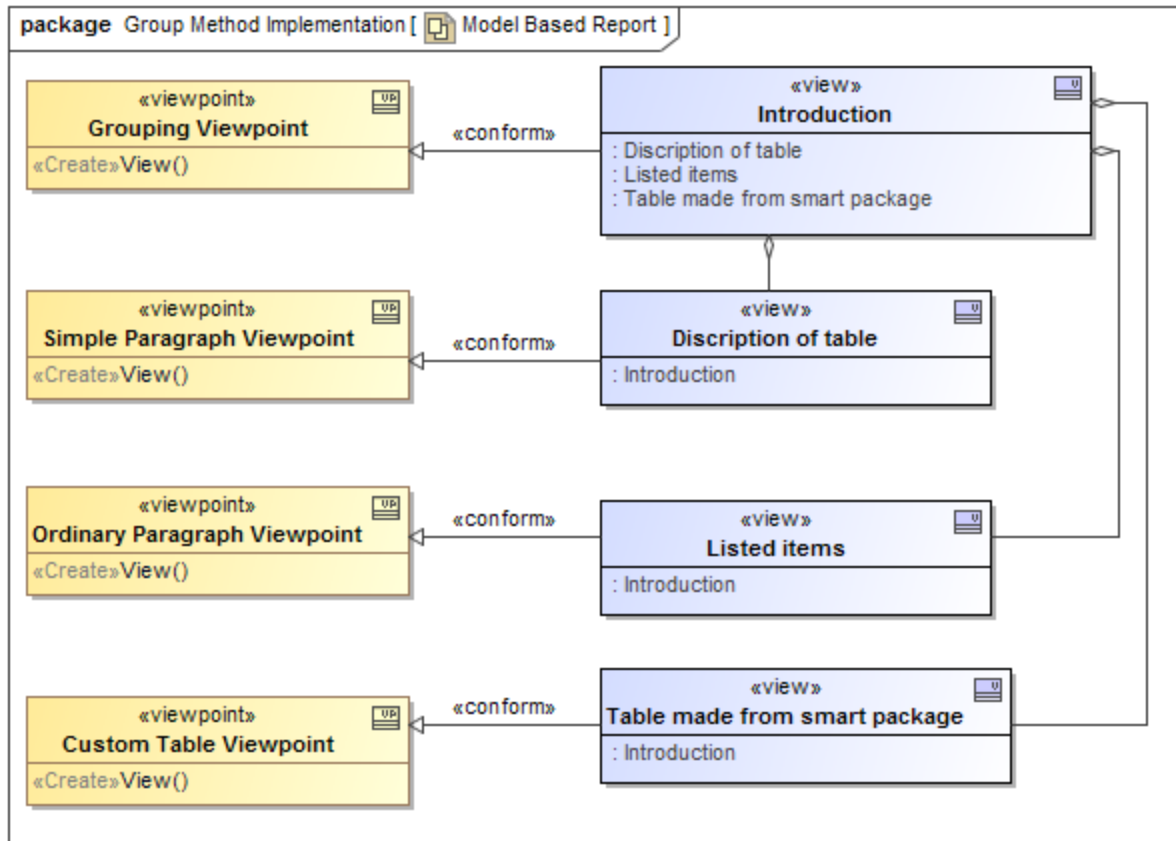 package Group Method Implementation [ Model Based Report ]
«viewpoint»
Grouping Viewpoint
«Create»View()
«conform»
«view»
Introduction
: Discription of table
: Listed items
: Table made from smart package
«viewpoint»
Simple Paragraph Viewpoint
«Create»View()
«conform»
«view»
Discription of table
: Introduction
«viewpoint»
Ordinary Paragraph Viewpoint
«Create»View()
«conform»
«view»
Listed items
: Introduction
«viewpoint»
Custom Table Viewpoint
«Create»View()
«conform»
«view»
Table made from smart package
: Introduction